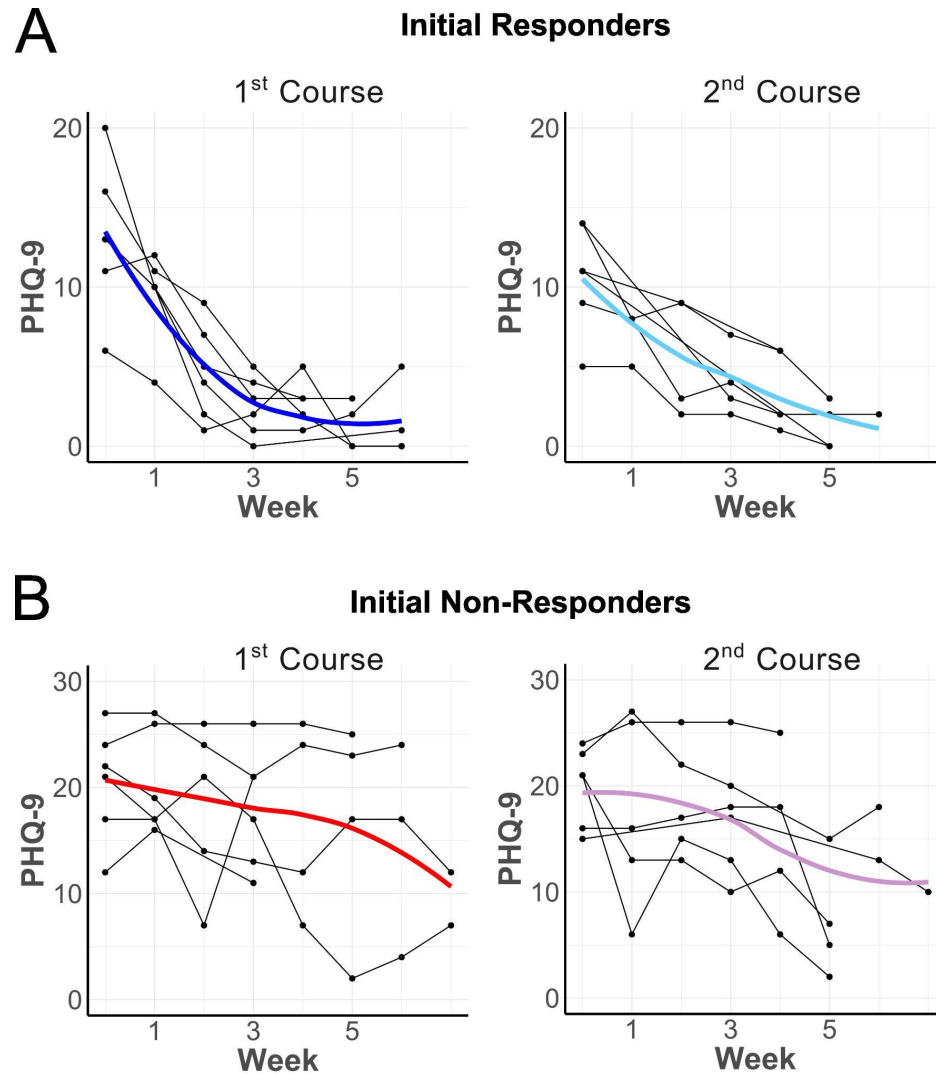 A
Initial Responders
1st Course
2nd Course
20
10
0
PHQ-9
1 3 5
Week
20
10
0
PHQ-9
1 3 5
Week
B
Initial Non-Responders
1st Course
2nd Course
30
20
10
0
PHQ-9
1 3 5
Week
30
20
10
0
PHQ-9
1 3 5
Week